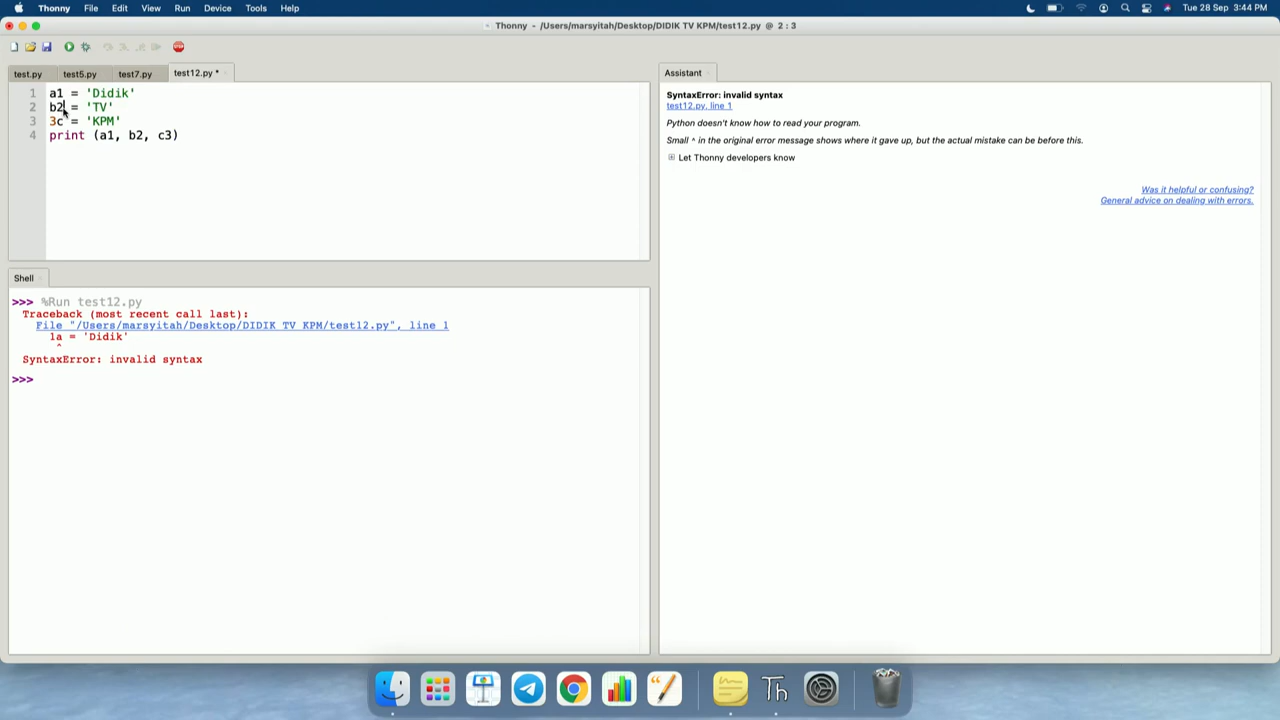 Thonny File Edit View Run Device Tools Help Tue 28 Sep 3:44 PM
Thonny - /Users/marsyitah/Desktop/DIDIK TV KPM/test12.py @ 2 : 3
test.py test5.py test7.py test12.py *
1 a1 = 'Didik'
2 b2 = 'TV'
3 3c = 'KPM'
4 print (a1, b2, c3)
Shell
>>> %Run test12.py
Traceback (most recent call last):
File "/Users/marsyitah/Desktop/DIDIK TV KPM/test12.py", line 1
1a = 'Didik'
^
SyntaxError: invalid syntax
>>>
Assistant
SyntaxError: invalid syntax
test12.py, line 1
Python doesn't know how to read your program.
Small ^ in the original error message shows where it gave up, but the actual mistake can be before this.
Let Thonny developers know
Was it helpful or confusing?
General advice on dealing with errors.
Th